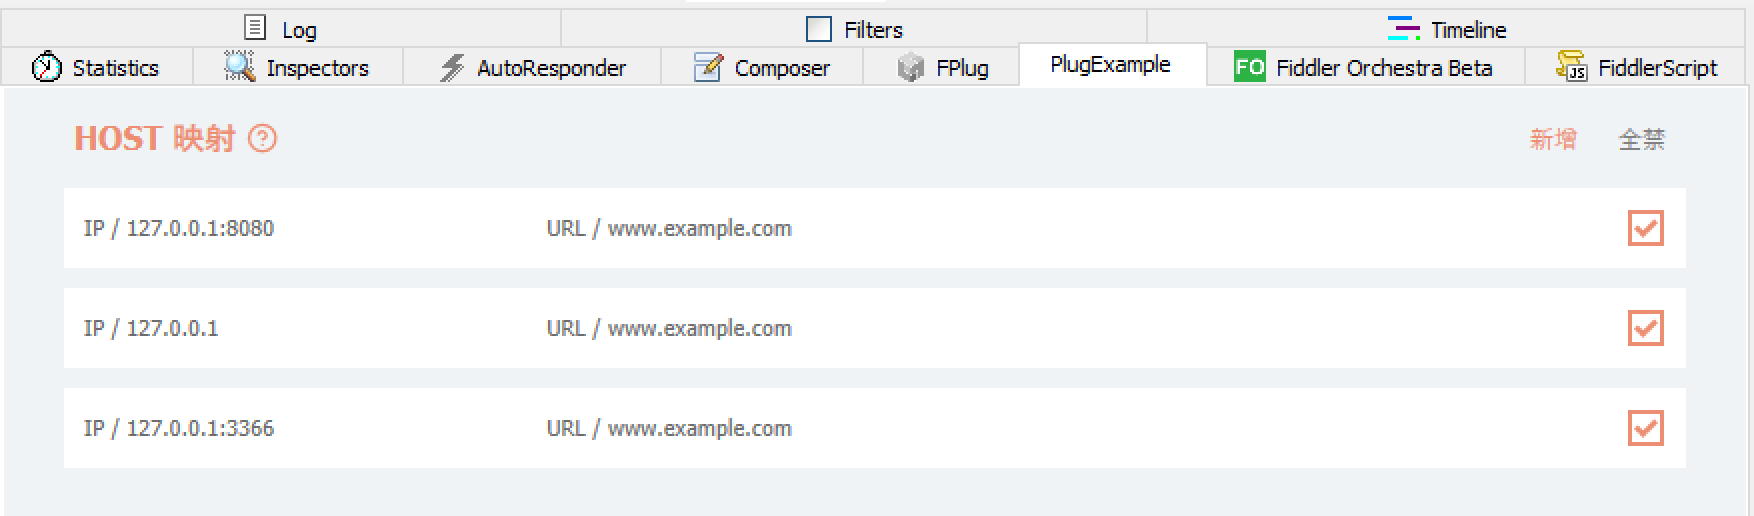 Log Filters Timeline
Statistics Inspectors AutoResponder Composer FPlug PlugExample FO Fiddler Orchestra Beta JS FiddlerScript
HOST 映射 ? 新增 全禁
IP / 127.0.0.1:8080 URL / www.example.com
IP / 127.0.0.1 URL / www.example.com
IP / 127.0.0.1:3366 URL / www.example.com